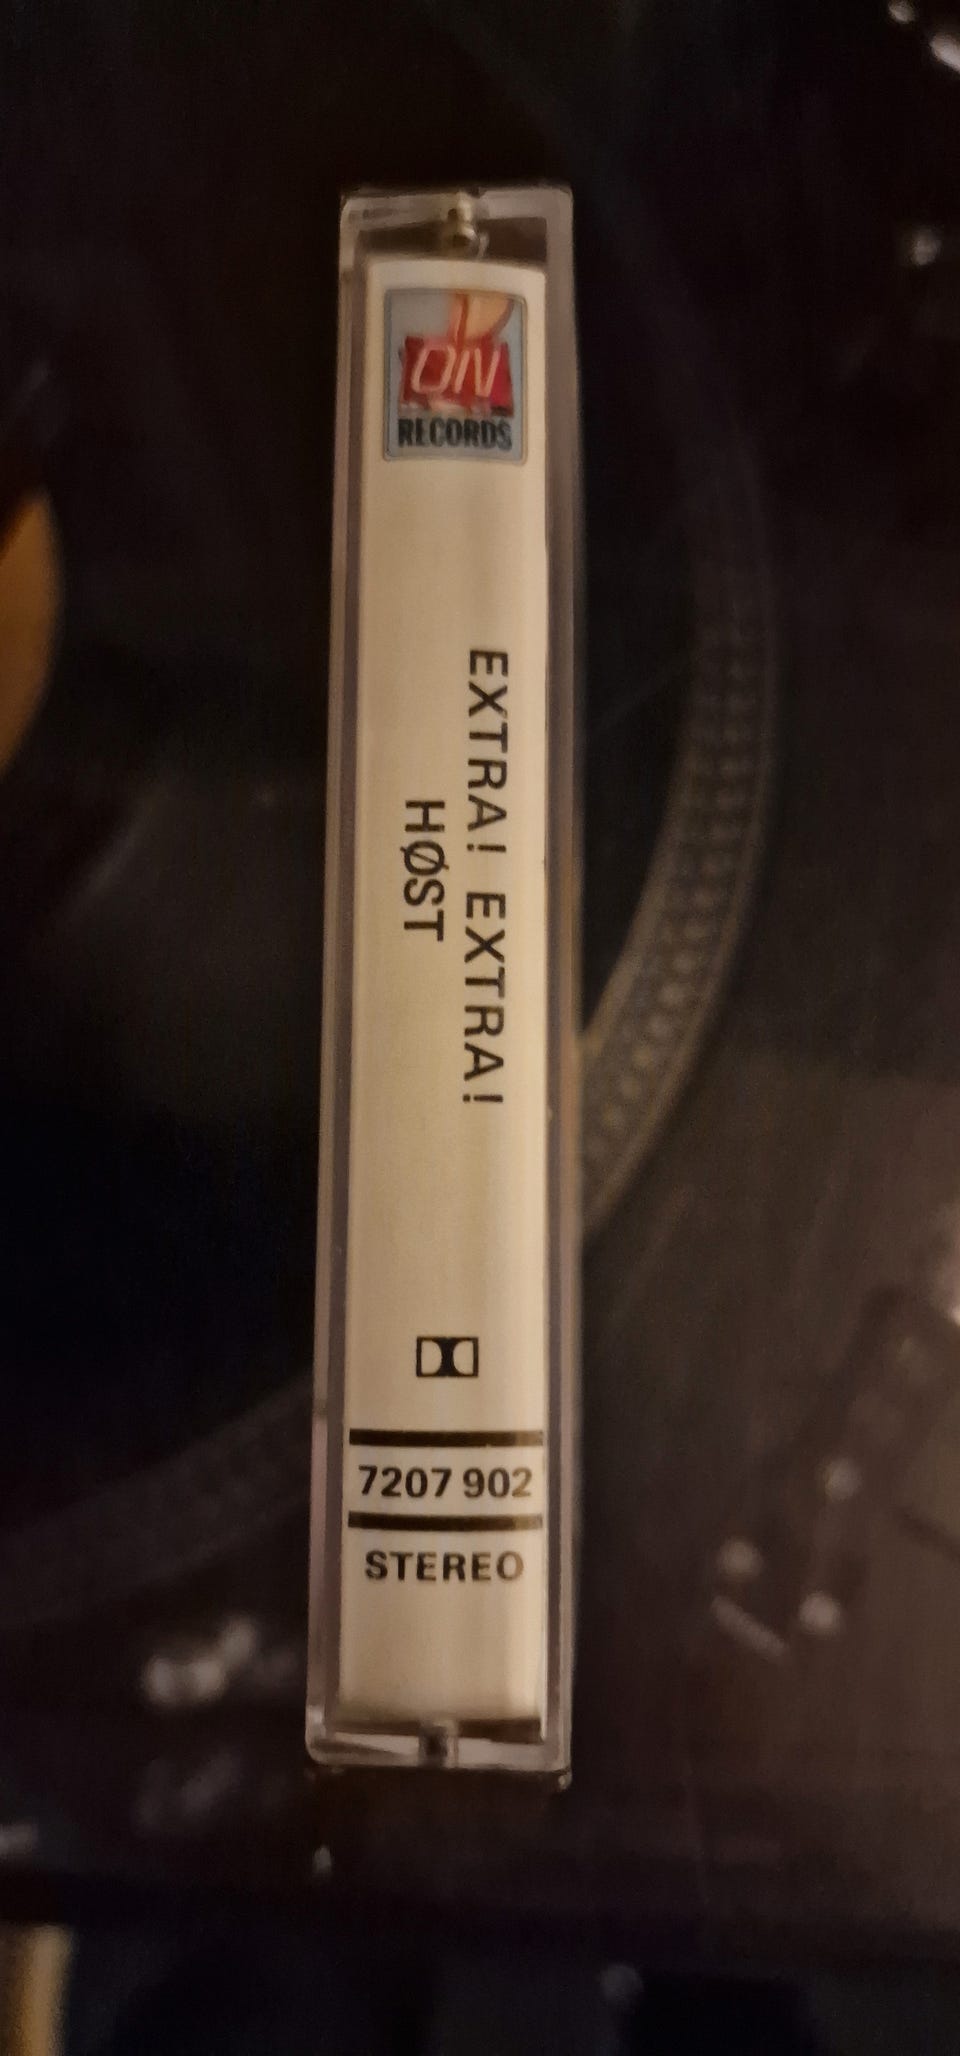 ON
RECORDS
EXTRA! EXTRA!
HØST
7207 902
STEREO